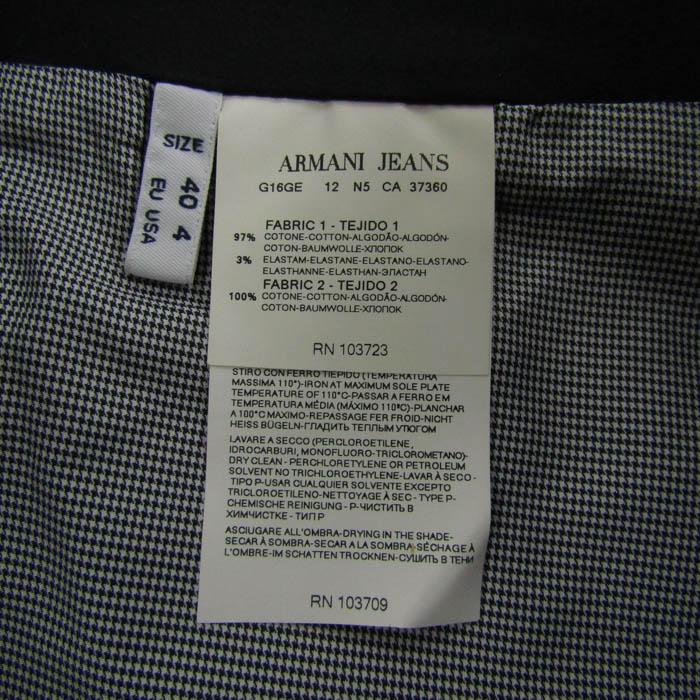 SIZE
40 4
EU USA
ARMANI JEANS
G16GE 12 N5 CA 37360
FABRIC 1 - TEJIDO 1
97% COTONE-COTTON-ALGODÃO-ALGODÓN-
COTON-BAUMWOLLE-ХЛОПОК
3% ELASTAM-ELASTANE-ELASTANO-ELASTANO-
ELASTHANNE-ELASTHAN-ЭЛАСТАН
FABRIC 2 - TEJIDO 2
100% COTONE-COTTON-ALGODÃO-ALGODÓN-
COTON-BAUMWOLLE-ХЛОПОК
RN 103723
STIRO CON FERRO TIEPIDO (TEMPERATURA
MASSIMA 110°)-IRON AT MAXIMUM SOLE PLATE
TEMPERATURE OF 110°C-PASSAR A FERRO EM
TEMPERATURA MÉDIA (MÁXIMO 110ºC)-PLANCHAR
A 100°C MAXIMO-REPASSAGE FER FROID-NICHT
HEISS BÜGELN-ГЛАДИТЬ ТЕПЛЫМ УТЮГОМ
LAVARE A SECCO (PERCLOROETILENE,
IDROCARBURI, MONOFLUORO-TRICLOROMETANO)-
DRY CLEAN - PERCHLORETYLENE OR PETROLEUM
SOLVENT NO TRICHLOROETHYLENE-LAVAR À SECO-
TIPO P-USAR CUALQUIER SOLVENTE EXCEPTO
TRICLOROETILENO-NETTOYAGE À SEC - TYPE P-
CHEMISCHE REINIGUNG - P-ЧИСТИТЬ В
ХИМЧИСТКЕ - ТИП P
ASCIUGARE ALL'OMBRA-DRYING IN THE SHADE-
SECAR À SOMBRA-SECAR A LA SOMBRA-SÉCHAGE À
L'OMBRE-IM SCHATTEN TROCKNEN-СУШИТЬ В ТЕНИ
RN 103709